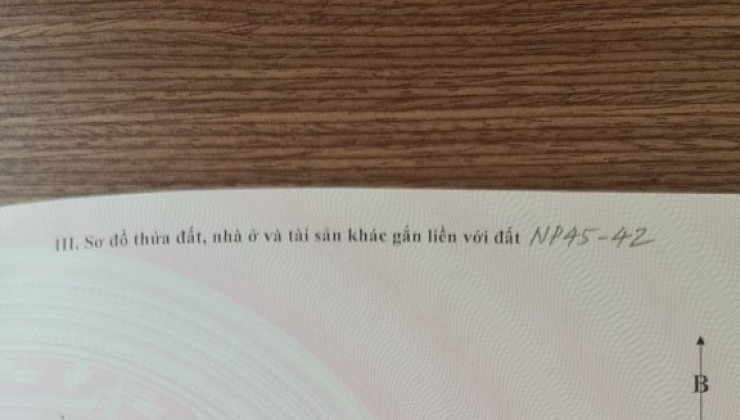 III. Sơ đồ thửa đất, nhà ở và tài sản khác gắn liền với đất NP45-42
B